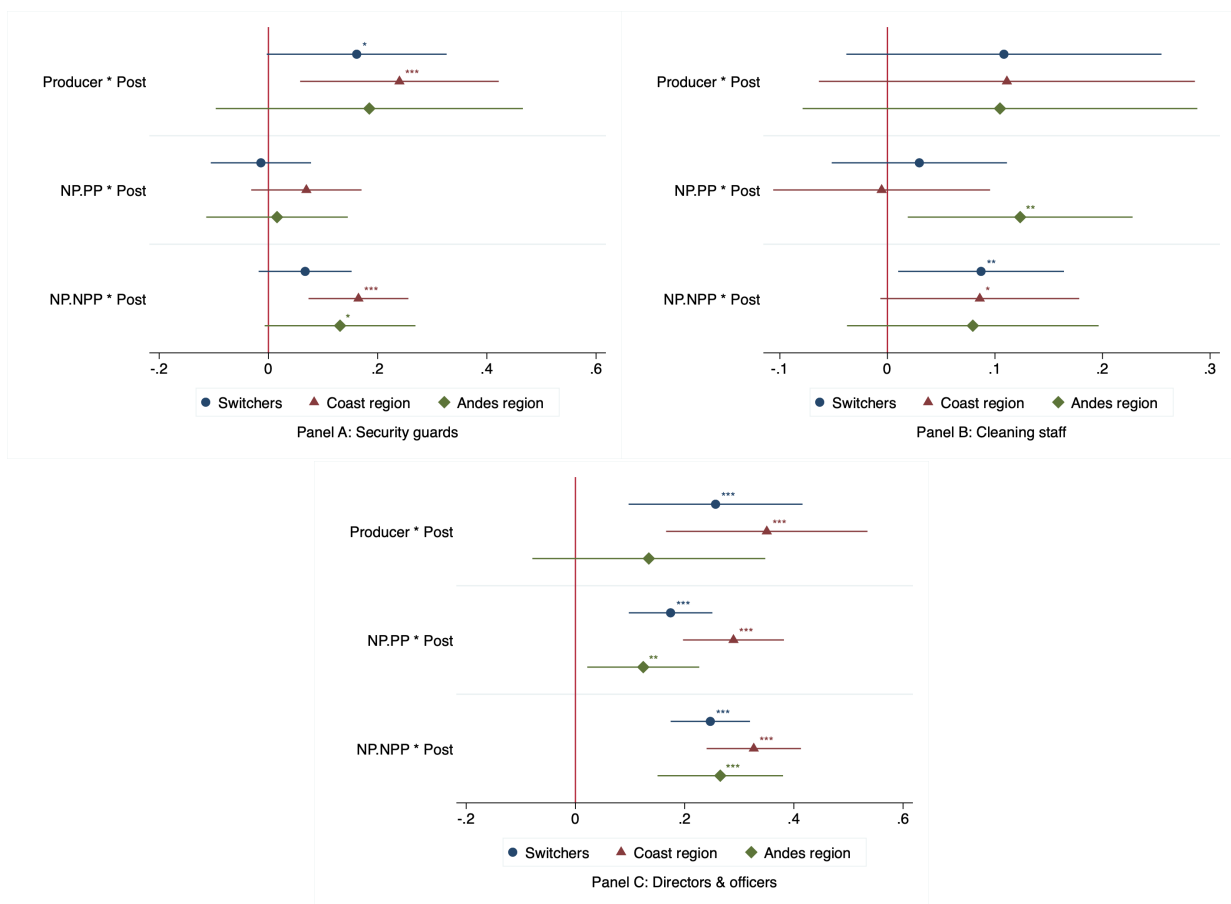 *
Producer * Post
***
NP.PP * Post
NP.NPP * Post
***
*
-.2 0 .2 .4 .6
Switchers Coast region Andes region
Panel A: Security guards
Producer * Post
NP.PP * Post
**
**
NP.NPP * Post
*
-.1 0 .1 .2 .3
Switchers Coast region Andes region
Panel B: Cleaning staff
***
Producer * Post
***
***
NP.PP * Post
***
**
***
NP.NPP * Post
***
***
-.2 0 .2 .4 .6
Switchers Coast region Andes region
Panel C: Directors & officers